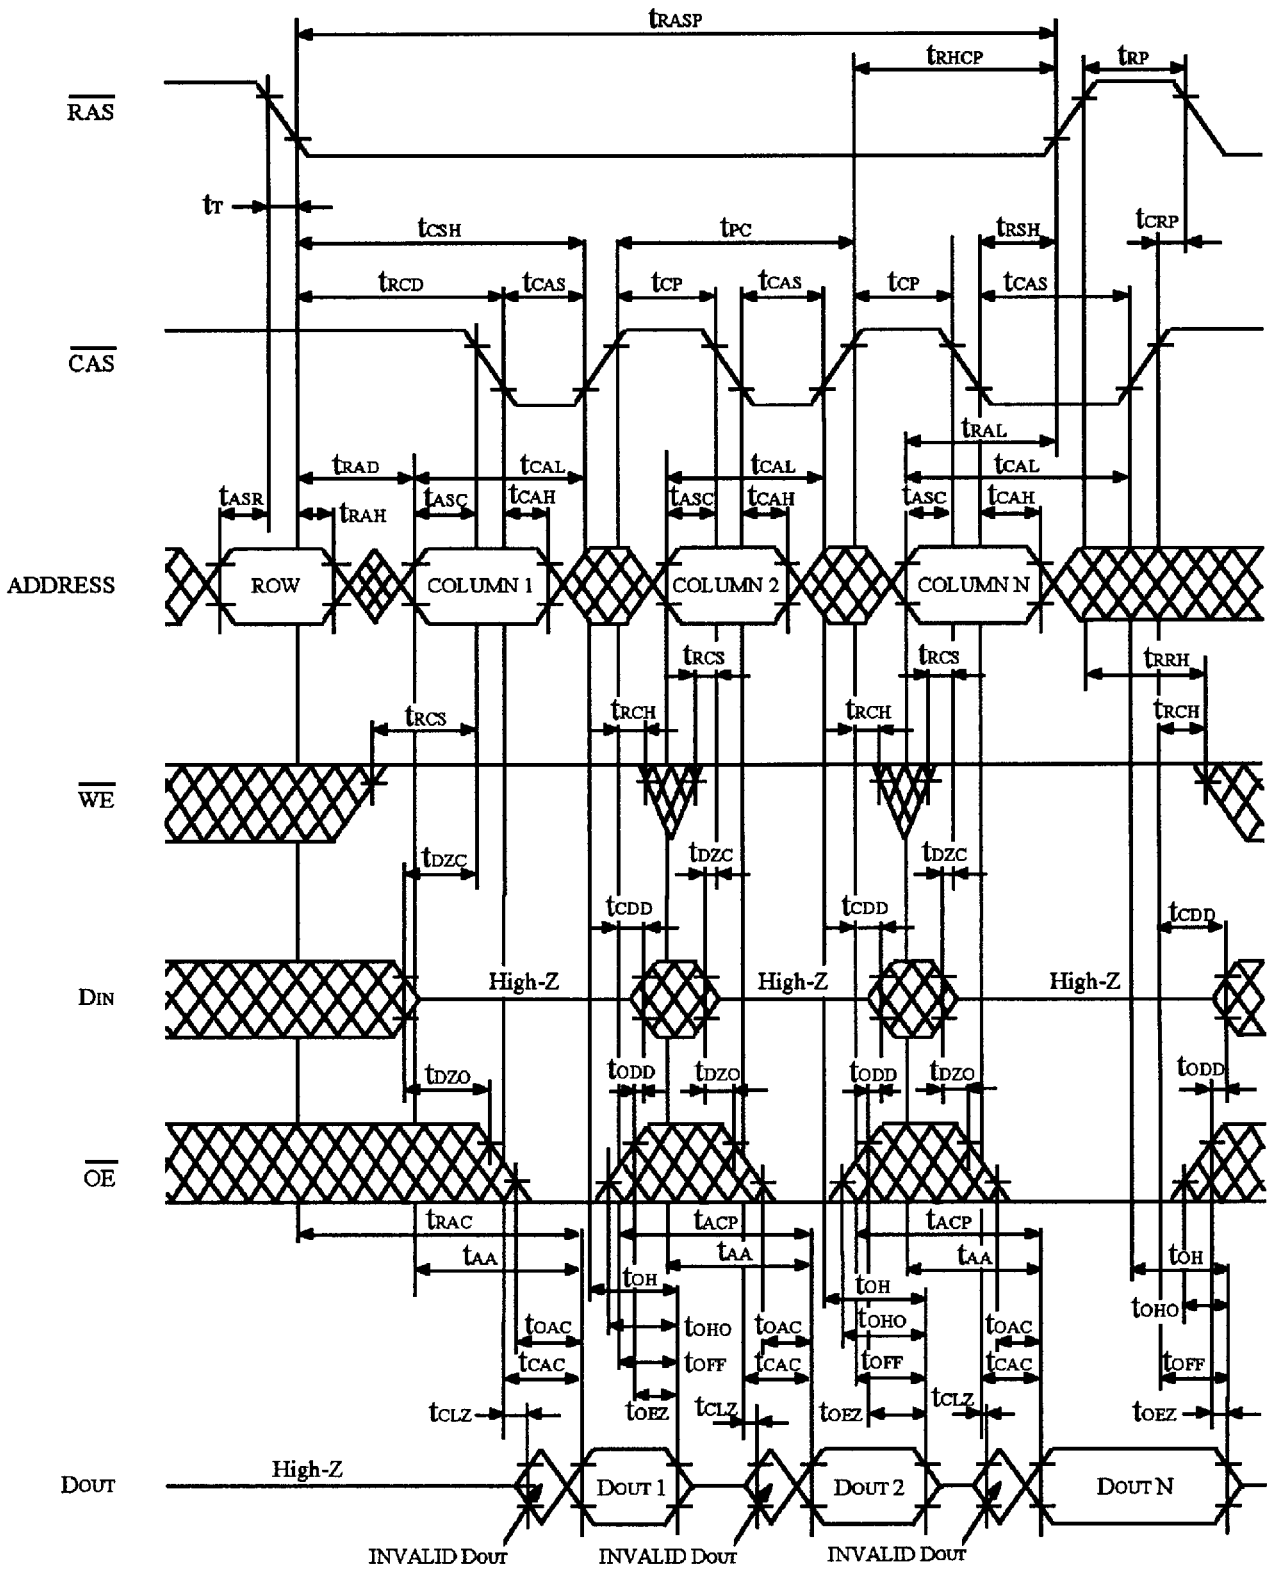 tRASP
tRHCP tRP
RAS
tT tCSH tPC tRSH tCRP
tRCD tCAS tCP tCAS tCP tCAS
CAS
tRAL
tRAD tCAL tCAL tCAL
tASR tRAH tASC tCAH tASC tCAH tASC tCAH
ADDRESS ROW COLUMN 1 COLUMN 2 COLUMN N
tRCS tRCS tRRH
tRCS tRCH tRCH tRCH
WE
tDZC tDZC tDZC
tCDD tCDD tCDD
High-Z High-Z High-Z
DIN
tDZO tODD tDZO tODD tDZO tODD
OE
tRAC tACP tACP
tAA tAA tAA
tOH tOH tOH
tOHO tOHO tOHO
tOAC tOAC tOAC
tCAC tOFF tCAC tOFF tCAC tOFF
tCLZ tOEZ tCLZ tOEZ tCLZ tOEZ
High-Z
DOUT DOUT 1 DOUT 2 DOUT N
INVALID DOUT INVALID DOUT INVALID DOUT